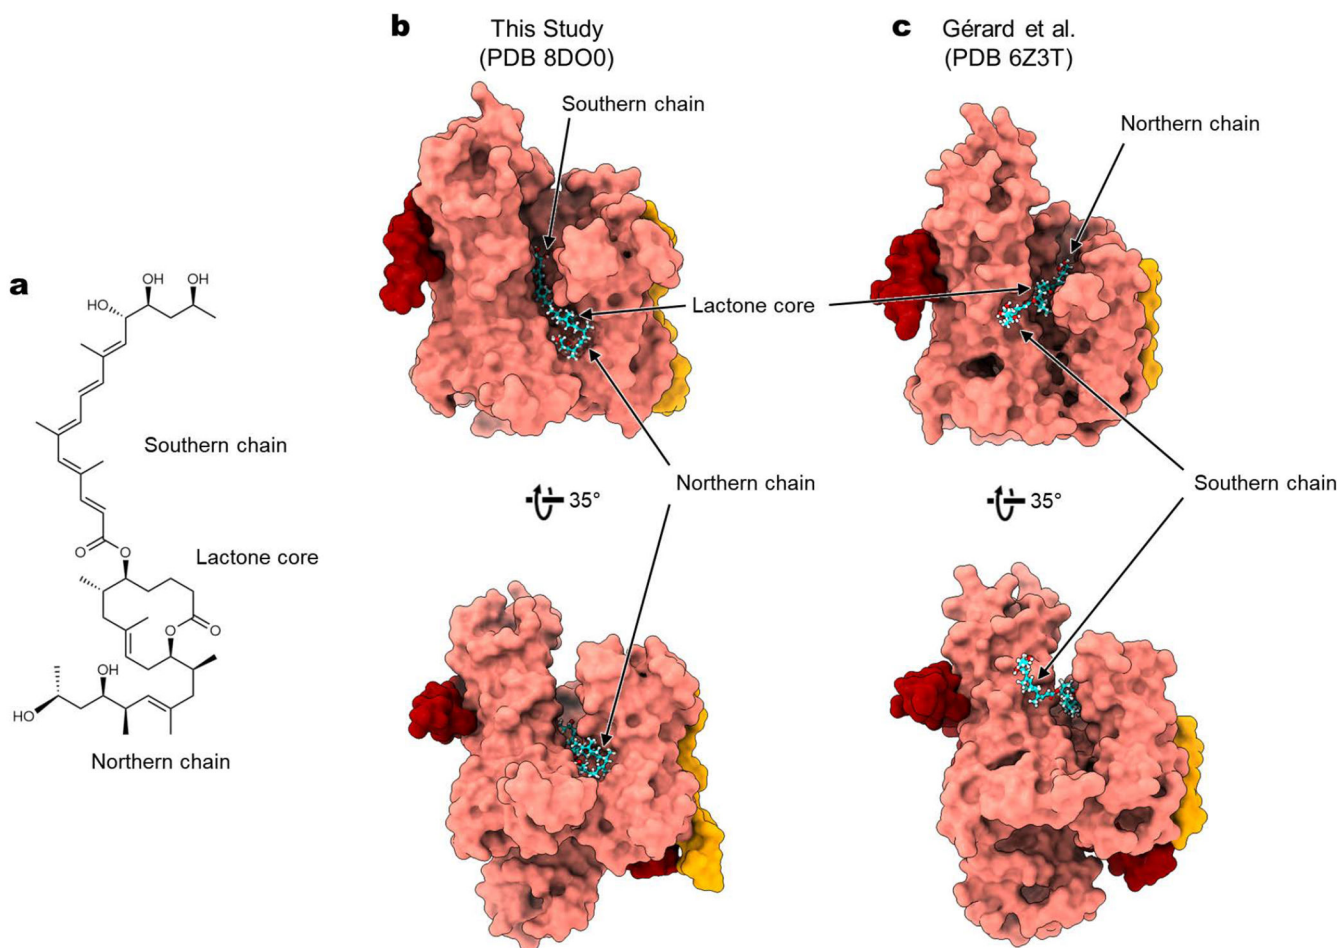 a
OH
OH
HO
Southern chain
O
O
Lactone core
O
O
OH
HO
Northern chain
b
This Study
(PDB 8DO0)
Southern chain
Lactone core
Northern chain
35°
c
Gérard et al.
(PDB 6Z3T)
Northern chain
Southern chain
35°